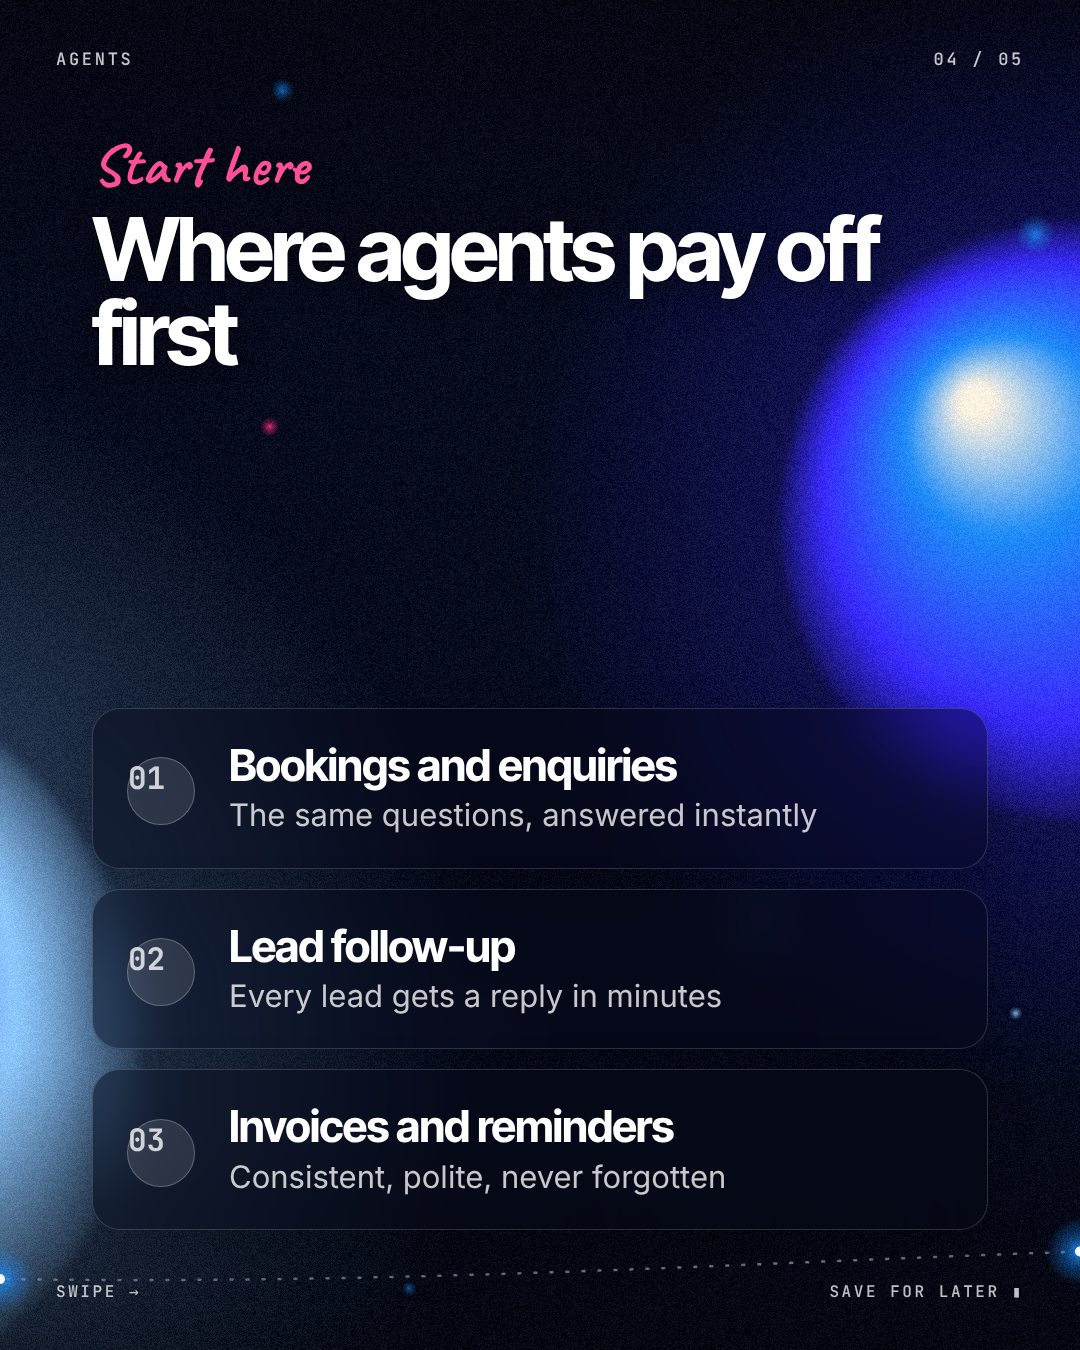 AGENTS
04 / 05
Start here
Where agents pay off
first
01
Bookings and enquiries
The same questions, answered instantly
02
Lead follow-up
Every lead gets a reply in minutes
03
Invoices and reminders
Consistent, polite, never forgotten
SWIPE →
SAVE FOR LATER ▮